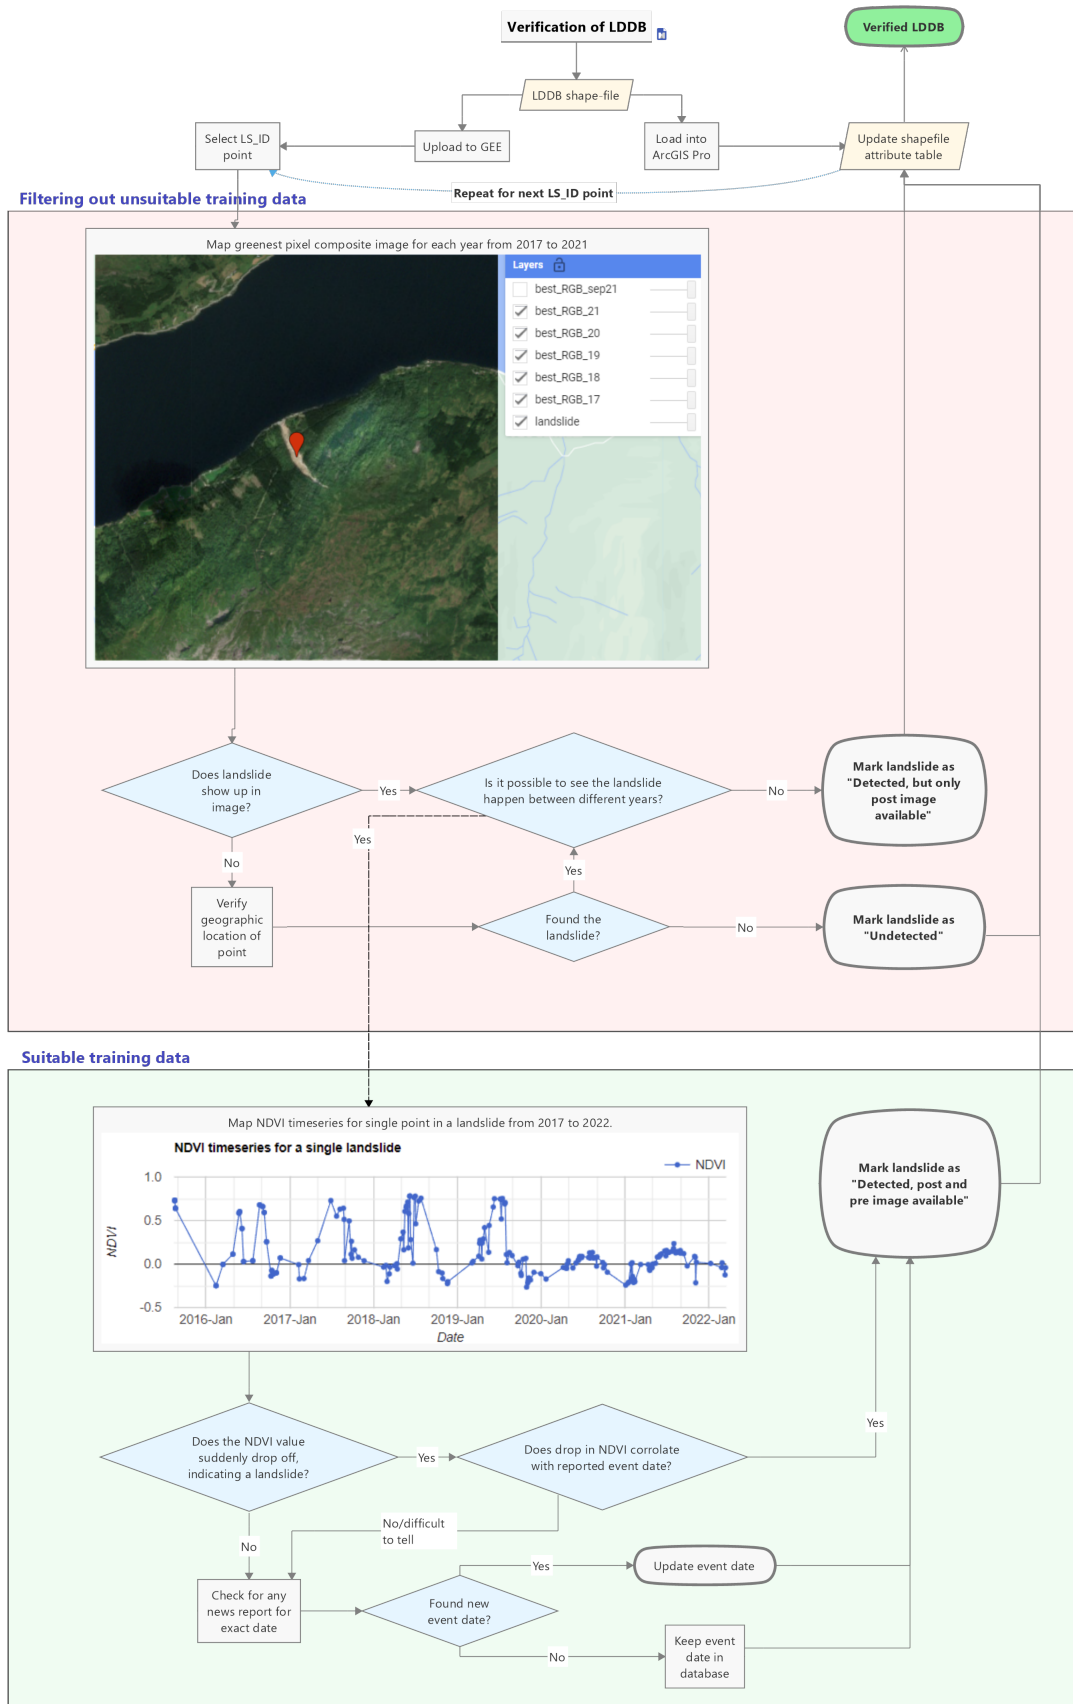 Verification of LDDB
Verified LDDB
LDDB shape-file
Select LS_ID
point
Upload to GEE
Load into
ArcGIS Pro
Update shapefile
attribute table
Repeat for next LS_ID point
Filtering out unsuitable training data
Map greenest pixel composite image for each year from 2017 to 2021
Layers
best_RGB_sep21
best_RGB_21
best_RGB_20
best_RGB_19
best_RGB_18
best_RGB_17
landslide
Does landslide
show up in
image?
Yes
Is it possible to see the landslide
happen between different years?
No
Mark landslide as
"Detected, but only
post image
available"
Yes
No
Yes
Verify
geographic
location of
point
Found the
landslide?
No
Mark landslide as
"Undetected"
Suitable training data
Map NDVI timeseries for single point in a landslide from 2017 to 2022.
NDVI timeseries for a single landslide
NDVI
1.0
0.5
0.0
-0.5
NDVI
2016-Jan
2017-Jan
2018-Jan
2019-Jan
2020-Jan
2021-Jan
2022-Jan
Date
Mark landslide as
"Detected, post and
pre image available"
Does the NDVI value
suddenly drop off,
indicating a landslide?
Yes
Does drop in NDVI corrolate
with reported event date?
Yes
No/difficult
to tell
No
Check for any
news report for
exact date
Found new
event date?
Yes
Update event date
No
Keep event
date in
database